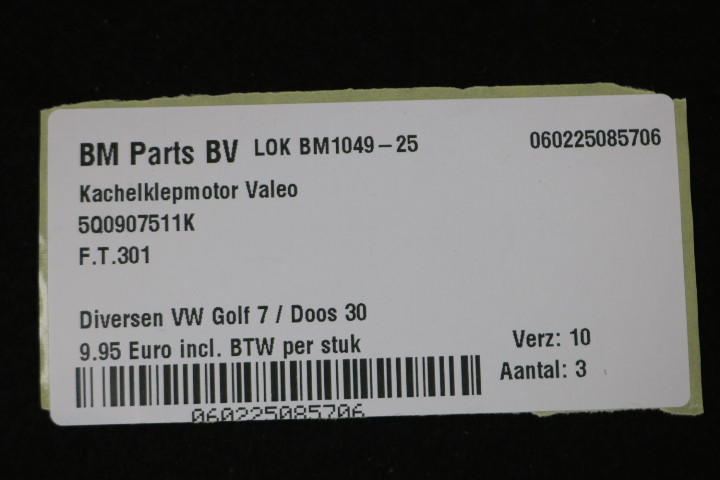 BM Parts BV LOK BM1049-25 060225085706
Kachelklepmotor Valeo
5Q0907511K
F.T.301
Diversen VW Golf 7 / Doos 30
9.95 Euro incl. BTW per stuk
Verz: 10
Aantal: 3
060225085706